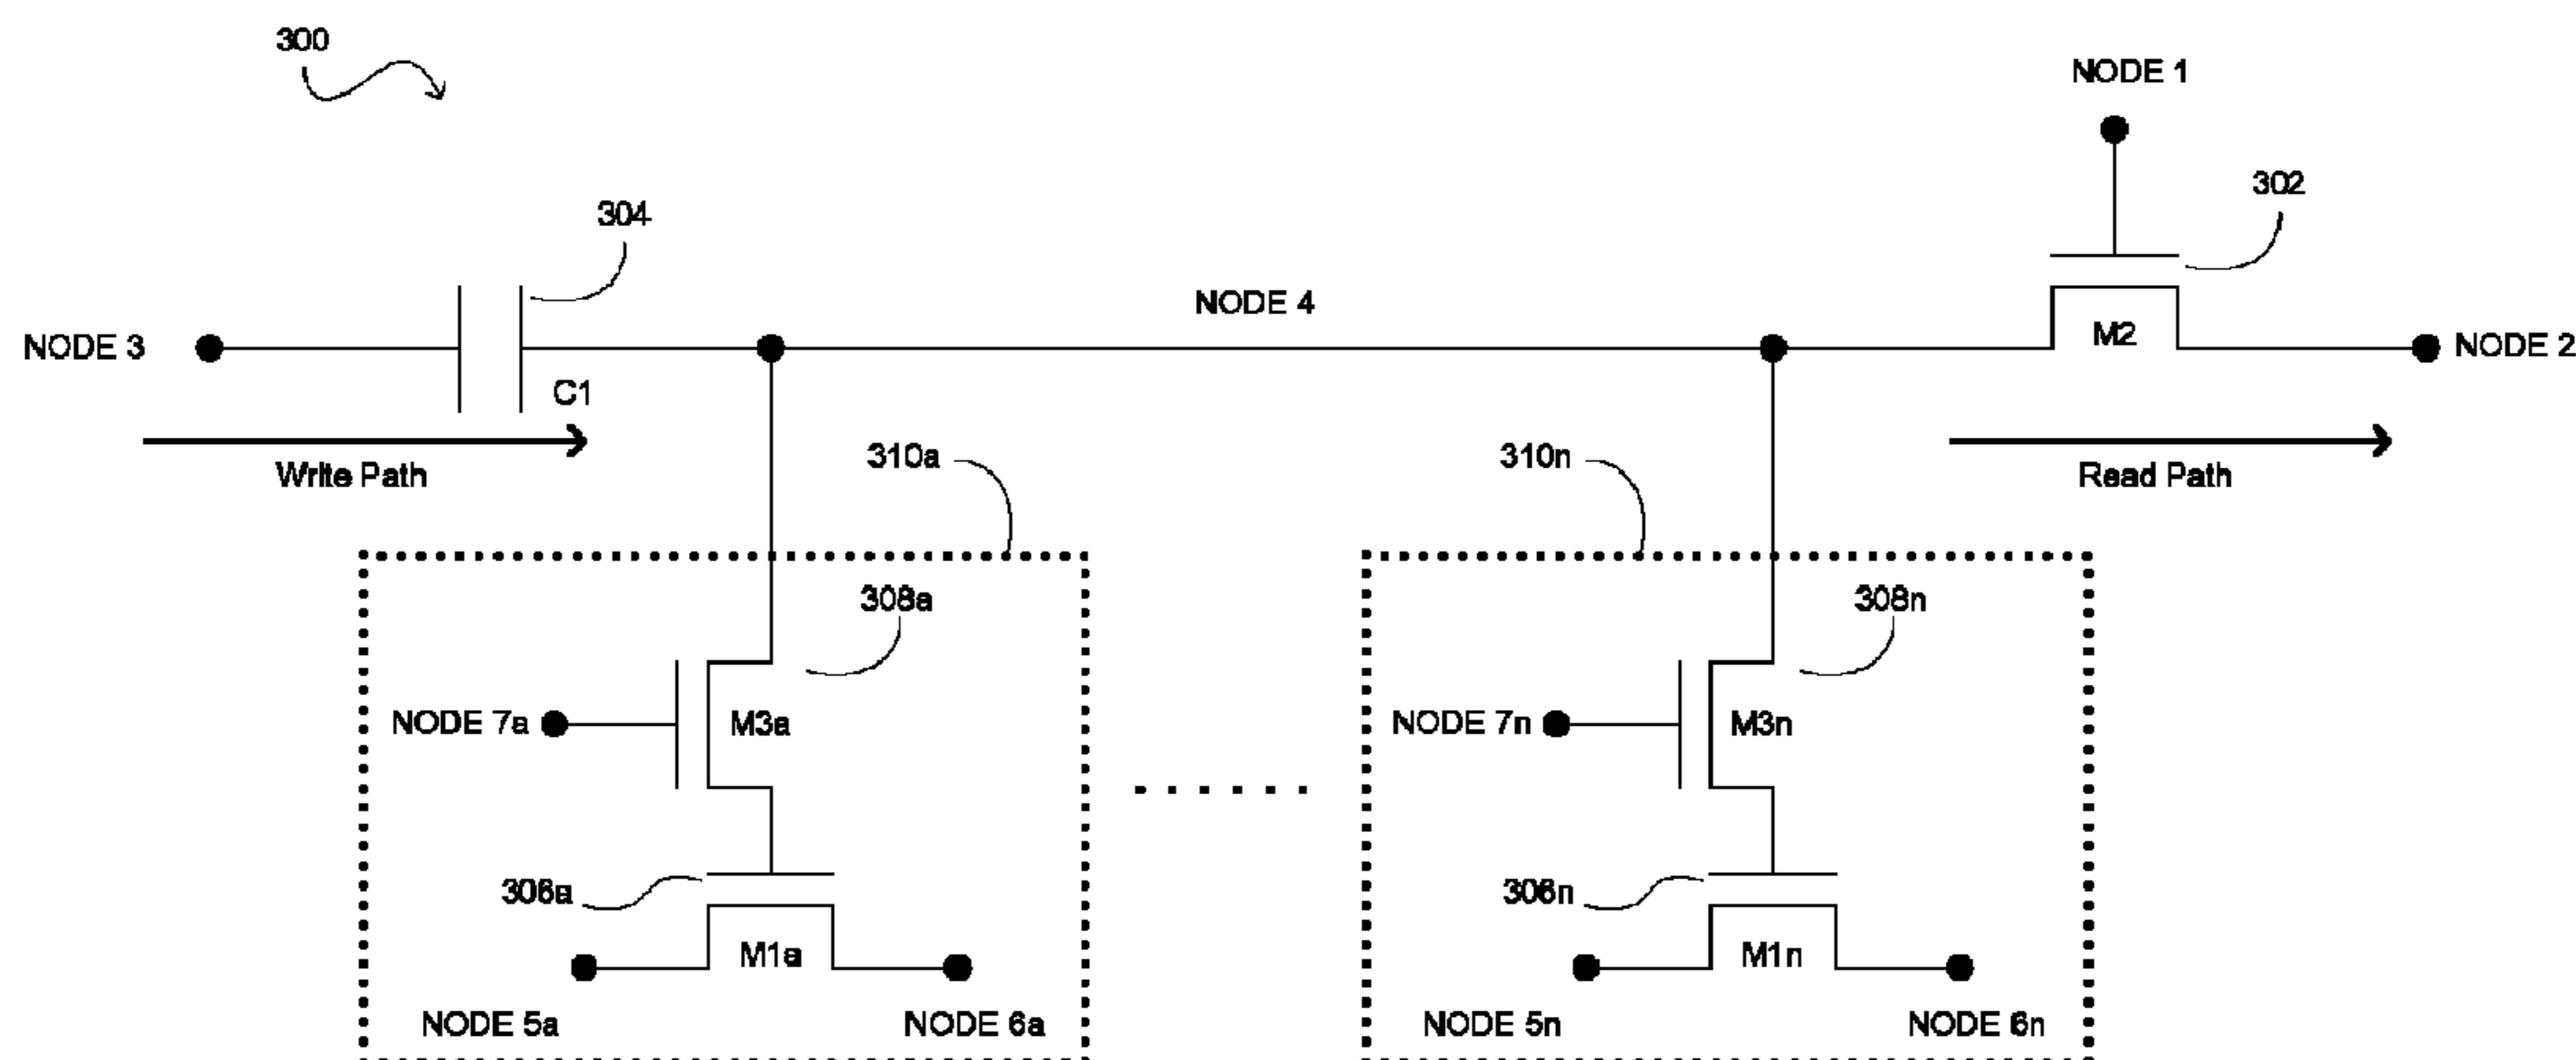 300
NODE 1
302
304
NODE 4
M2
NODE 3
NODE 2
C1
Write Path
310a
310n
Read Path
308a
308n
NODE 7a
M3a
NODE 7n
M3n
306a
306n
M1a
M1n
NODE 5a
NODE 6a
NODE 5n
NODE 6n